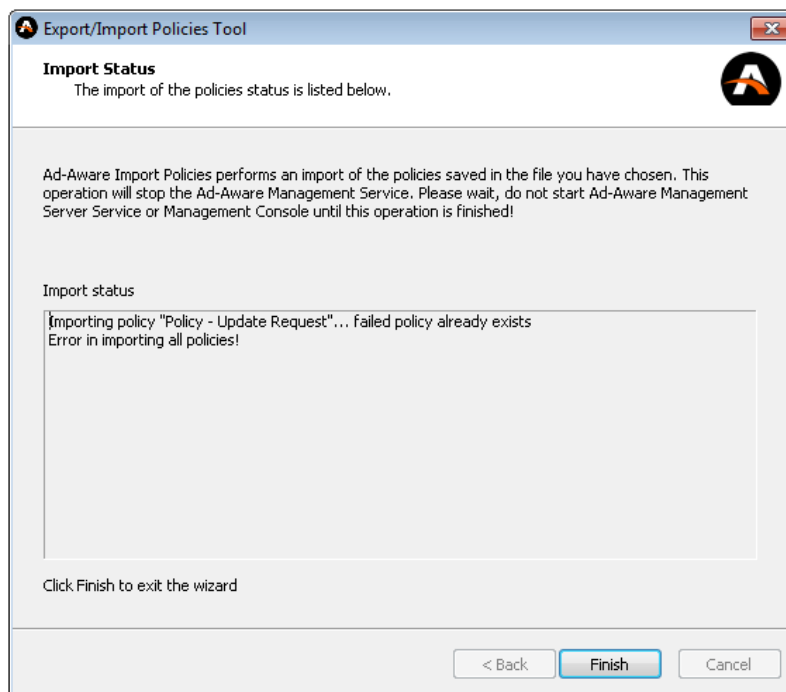 Export/Import Policies Tool
Import Status
The import of the policies status is listed below.
Ad-Aware Import Policies performs an import of the policies saved in the file you have chosen. This
operation will stop the Ad-Aware Management Service. Please wait, do not start Ad-Aware Management
Server Service or Management Console until this operation is finished!
Import status
Importing policy "Policy - Update Request"... failed policy already exists
Error in importing all policies!
Click Finish to exit the wizard
< Back Finish Cancel